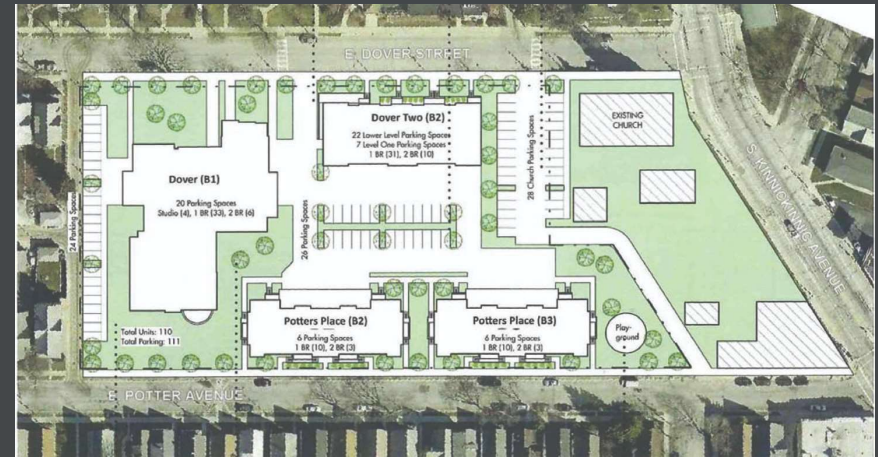 E. DOVER STREET
Dover Two (B2)
22 Lower Level Parking Spaces
7 Level One Parking Spaces
1 BR (31), 2 BR (10)
EXISTING
CHURCH
Dover (B1)
20 Parking Spaces
Studio (4), 1 BR (33), 2 BR (6)
28 Church Parking Spaces
S. KINNICKINNIC AVENUE
24 Parking Spaces
26 Parking Spaces
Potters Place (B2)
6 Parking Spaces
1 BR (10), 2 BR (3)
Potters Place (B3)
6 Parking Spaces
1 BR (10), 2 BR (3)
Play-
ground
Total Units: 110
Total Parking: 111
E. POTTER AVENUE